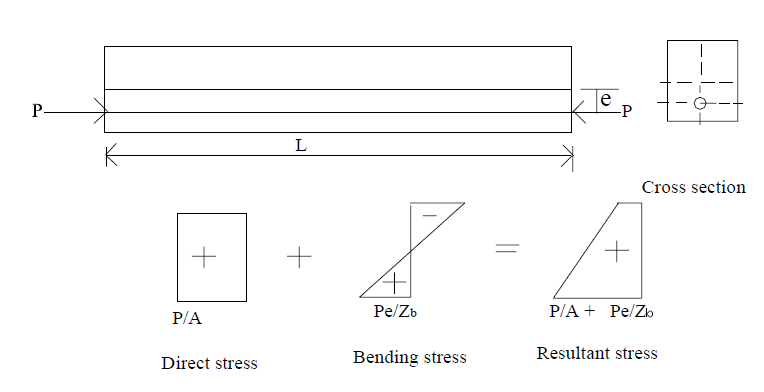 e
P
P
L
Cross section
− 
+ + + = +
P/A
Pe/Zb
P/A + Pe/Zb
Direct stress
Bending stress
Resultant stress